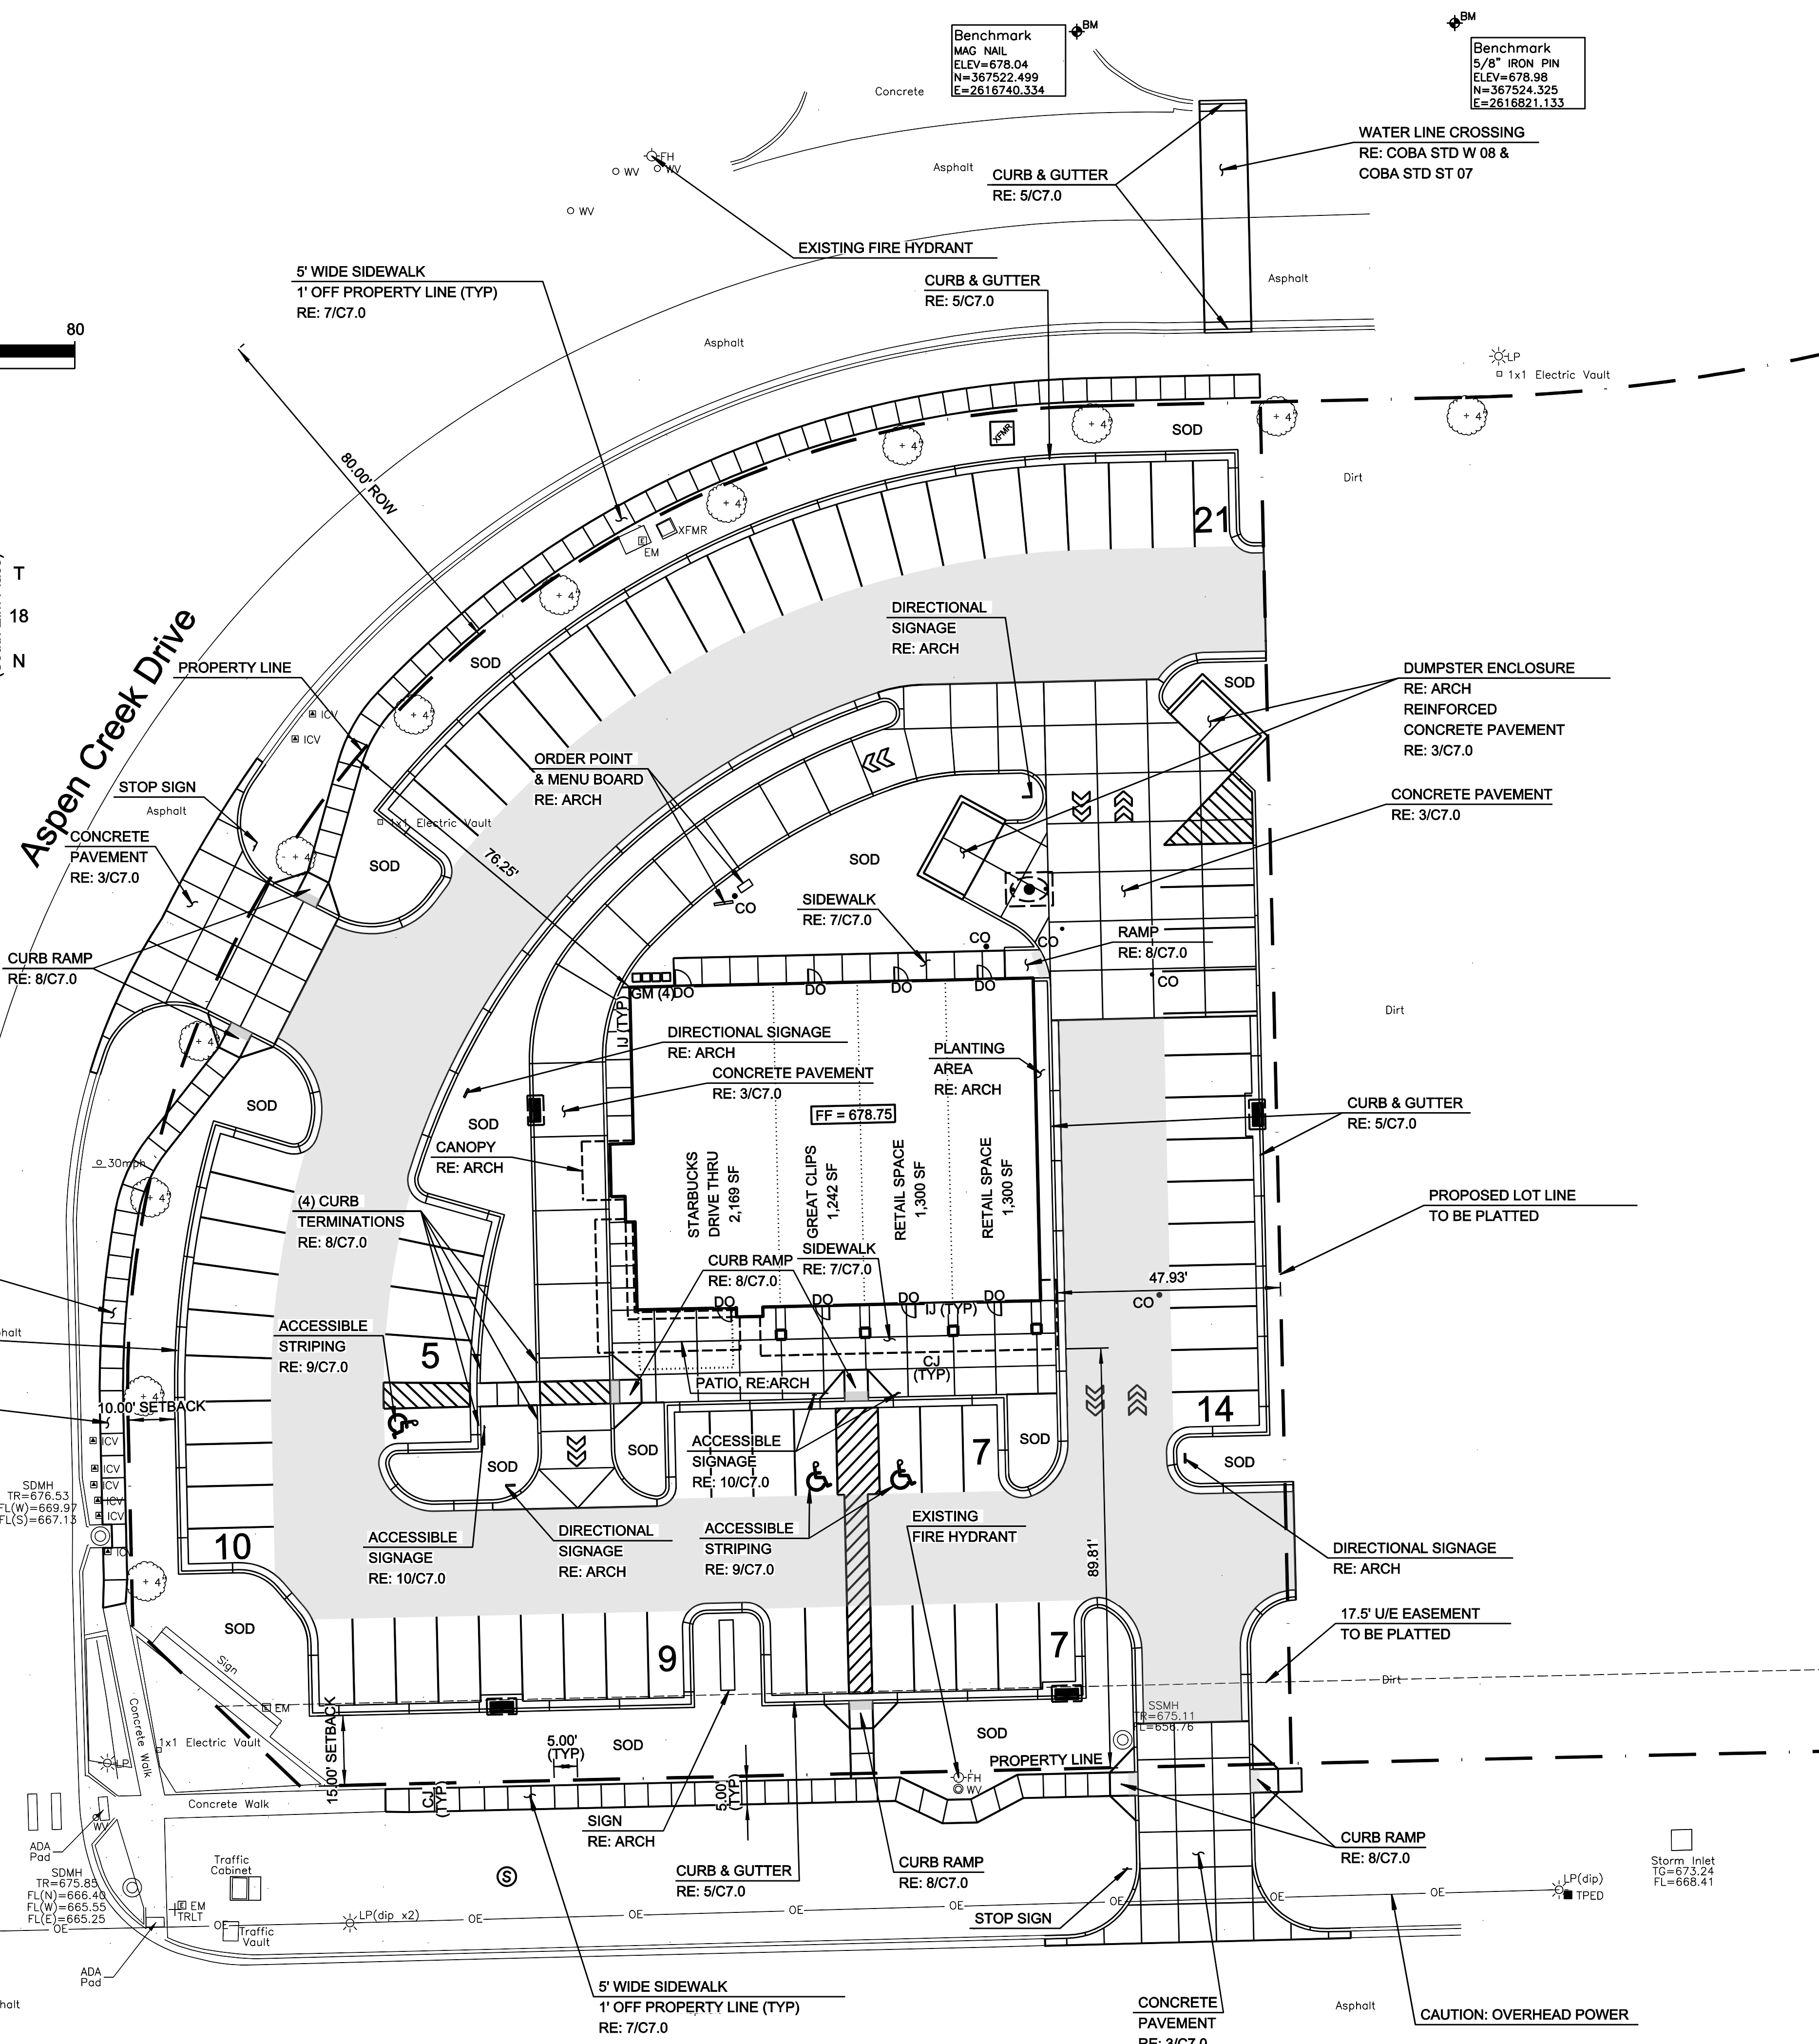 Benchmark
MAG NAIL
ELEV=678.04
N=367522.499
E=2616740.334
BM
BM
Benchmark
5/8" IRON PIN
ELEV=678.98
N=367524.325
E=2616821.133
Concrete
WATER LINE CROSSING
RE: COBA STD W 08 &
COBA STD ST 07
FH
WV
WV
WV
Asphalt
CURB & GUTTER
RE: 5/C7.0
EXISTING FIRE HYDRANT
5' WIDE SIDEWALK
1' OFF PROPERTY LINE (TYP)
RE: 7/C7.0
CURB & GUTTER
RE: 5/C7.0
Asphalt
80
Asphalt
LP
1x1 Electric Vault
80.00' ROW
XFMR
SOD
+ 4"
+ 4"
+ 4"
+ 4"
+ 4"
Dirt
21
XFMR
EM
+ 4"
T
18
N
Aspen Creek Drive
DIRECTIONAL
SIGNAGE
RE: ARCH
PROPERTY LINE
SOD
SOD
DUMPSTER ENCLOSURE
RE: ARCH
REINFORCED
CONCRETE PAVEMENT
RE: 3/C7.0
ICV
ICV
+ 4"
ORDER POINT
& MENU BOARD
RE: ARCH
STOP SIGN
Asphalt
1x1 Electric Vault
CONCRETE PAVEMENT
RE: 3/C7.0
CONCRETE
PAVEMENT
RE: 3/C7.0
+ 4"
SOD
76.25'
SOD
CO
SIDEWALK
RE: 7/C7.0
CO
CO
RAMP
RE: 8/C7.0
CURB RAMP
RE: 8/C7.0
CO
GM (4)
DO
DO
DO
DO
IJ (TYP)
Dirt
+ 4"
DIRECTIONAL SIGNAGE
RE: ARCH
PLANTING
AREA
RE: ARCH
CONCRETE PAVEMENT
RE: 3/C7.0
SOD
SOD
FF = 678.75
CURB & GUTTER
RE: 5/C7.0
CANOPY
RE: ARCH
30mph
+ 4"
STARBUCKS
DRIVE THRU
2,169 SF
GREAT CLIPS
1,242 SF
RETAIL SPACE
1,300 SF
RETAIL SPACE
1,300 SF
PROPOSED LOT LINE
TO BE PLATTED
(4) CURB
TERMINATIONS
RE: 8/C7.0
CURB RAMP
RE: 8/C7.0
SIDEWALK
RE: 7/C7.0
47.93'
CO
DO
DO
DO
DO
IJ (TYP)
ACCESSIBLE
STRIPING
RE: 9/C7.0
5
CJ
(TYP)
PATIO, RE:ARCH
+ 4"
10.00' SETBACK
14
ICV
ICV
ICV
ICV
ICV
ICV
SDMH
TR=676.53
FL(W)=669.97
FL(S)=667.13
SOD
SOD
ACCESSIBLE
SIGNAGE
RE: 10/C7.0
7
SOD
SOD
10
ACCESSIBLE
SIGNAGE
RE: 10/C7.0
DIRECTIONAL
SIGNAGE
RE: ARCH
ACCESSIBLE
STRIPING
RE: 9/C7.0
EXISTING
FIRE HYDRANT
89.81'
DIRECTIONAL SIGNAGE
RE: ARCH
+ 4"
17.5' U/E EASEMENT
TO BE PLATTED
SOD
Sign
9
7
Dirt
EM
Concrete Walk
1x1 Electric Vault
LP
15.00' SETBACK
5.00'
(TYP)
SOD
SOD
SSMH
TR=675.11
FL=656.76
PROPERTY LINE
FH
WV
Concrete Walk
CJ
(TYP)
5.00'
(TYP)
SIGN
RE: ARCH
WV
ADA
Pad
CURB & GUTTER
RE: 5/C7.0
CURB RAMP
RE: 8/C7.0
CURB RAMP
RE: 8/C7.0
Storm Inlet
TG=673.24
FL=668.41
SDMH
TR=675.85
FL(N)=666.40
FL(W)=665.55
FL(E)=665.25
Traffic
Cabinet
S
E EM
TRLT
LP(dip)
TPED
OE
OE
LP(dip x2)
OE
OE
OE
OE
OE
OE
Traffic
Vault
STOP SIGN
ADA
Pad
5' WIDE SIDEWALK
1' OFF PROPERTY LINE (TYP)
RE: 7/C7.0
CONCRETE
PAVEMENT
RE: 3/C7.0
Asphalt
CAUTION: OVERHEAD POWER